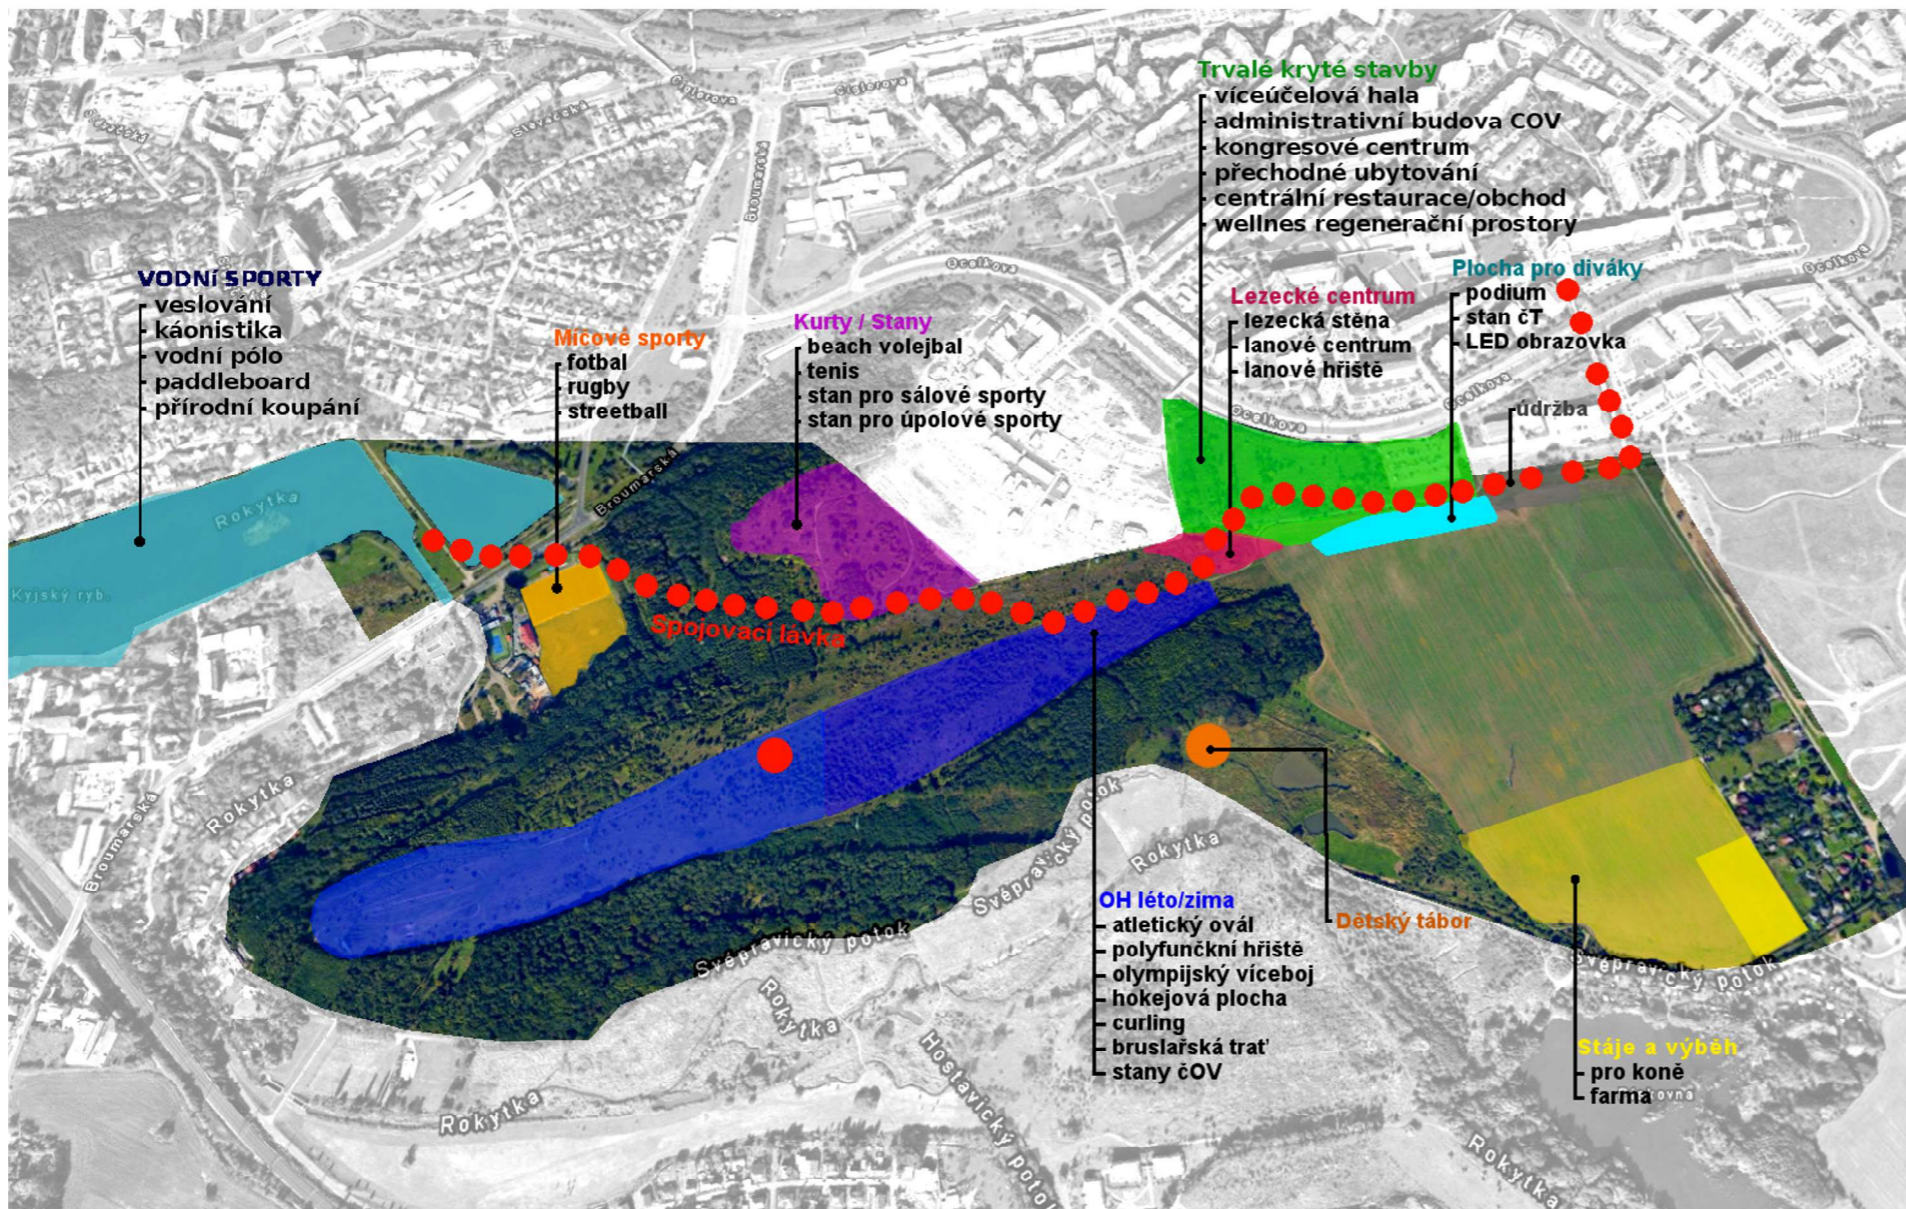 Ciglerova
Ciglerova
Slévačská
Broumarská
Ocelkova
Ocelkova
Ocelkova
Ocelkova
Trvalé kryté stavby
víceúčelová hala
administrativní budova COV
kongresové centrum
přechodné ubytování
centrální restaurace/obchod
wellnes regenerační prostory
VODNí SPORTY
veslování
káonistika
vodní pólo
paddleboard
přírodní koupání
Míčové sporty
fotbal
rugby
streetball
Kurty / Stany
beach volejbal
tenis
stan pro sálové sporty
stan pro úpolové sporty
Lezecké centrum
lezecká stěna
lanové centrum
lanové hřiště
Plocha pro diváky
podium
stan čT
LED obrazovka
údržba
Rokytka
Kyjský ryb.
Broumarská
Spojovací lávka
Rokytka
Broumarská
Svépravický potok
Rokytka
Svépravický potok
Rokytka
Hostavický potok
Rokytka
OH léto/zima
atletický ovál
polyfunčkní hřiště
olympijský víceboj
hokejová plocha
curling
bruslařská trať
stany čOV
Dětský tábor
Svépravický potok
Stáje a výběh
pro koně
farma
Rokytka